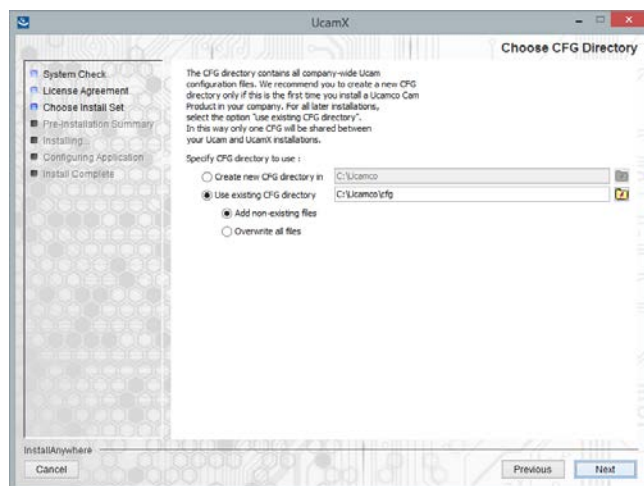 UcamX
Choose CFG Directory
System Check
License Agreement
Choose Install Set
Pre-Installation Summary
Installing...
Configuring Application
Install Complete
The CFG directory contains all company-wide Ucam
configuration files. We recommend you to create a new CFG
directory only if this is the first time you install a Ucamco Cam
Product in your company. For all later installations,
select the option "use existing CFG directory".
In this way only one CFG will be shared between
your Ucam and UcamX installations.
Specify CFG directory to use :
Create new CFG directory in C:\Ucamco
Use existing CFG directory C:\Ucamco\cfg
Add non-existing files
Overwrite all files
InstallAnywhere
Cancel Previous Next